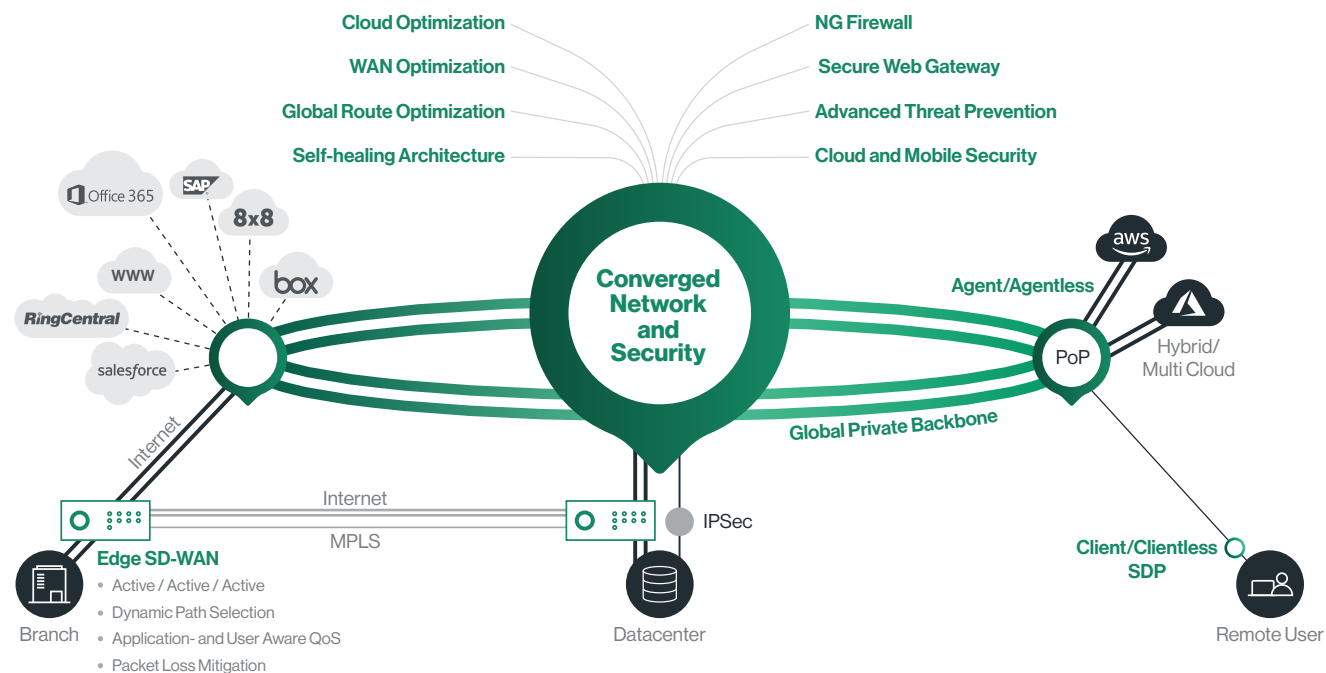 Cloud Optimization
WAN Optimization
Global Route Optimization
Self-healing Architecture
NG Firewall
Secure Web Gateway
Advanced Threat Prevention
Cloud and Mobile Security
Office 365
SAP
8x8
www
box
RingCentral
salesforce
Converged
Network
and
Security
aws
Agent/Agentless
PoP
Hybrid/
Multi Cloud
Global Private Backbone
Internet
Internet
MPLS
IPSec
Edge SD-WAN
• Active / Active / Active
• Dynamic Path Selection
• Application- and User Aware QoS
• Packet Loss Mitigation
Branch
Datacenter
Client/Clientless
SDP
Remote User